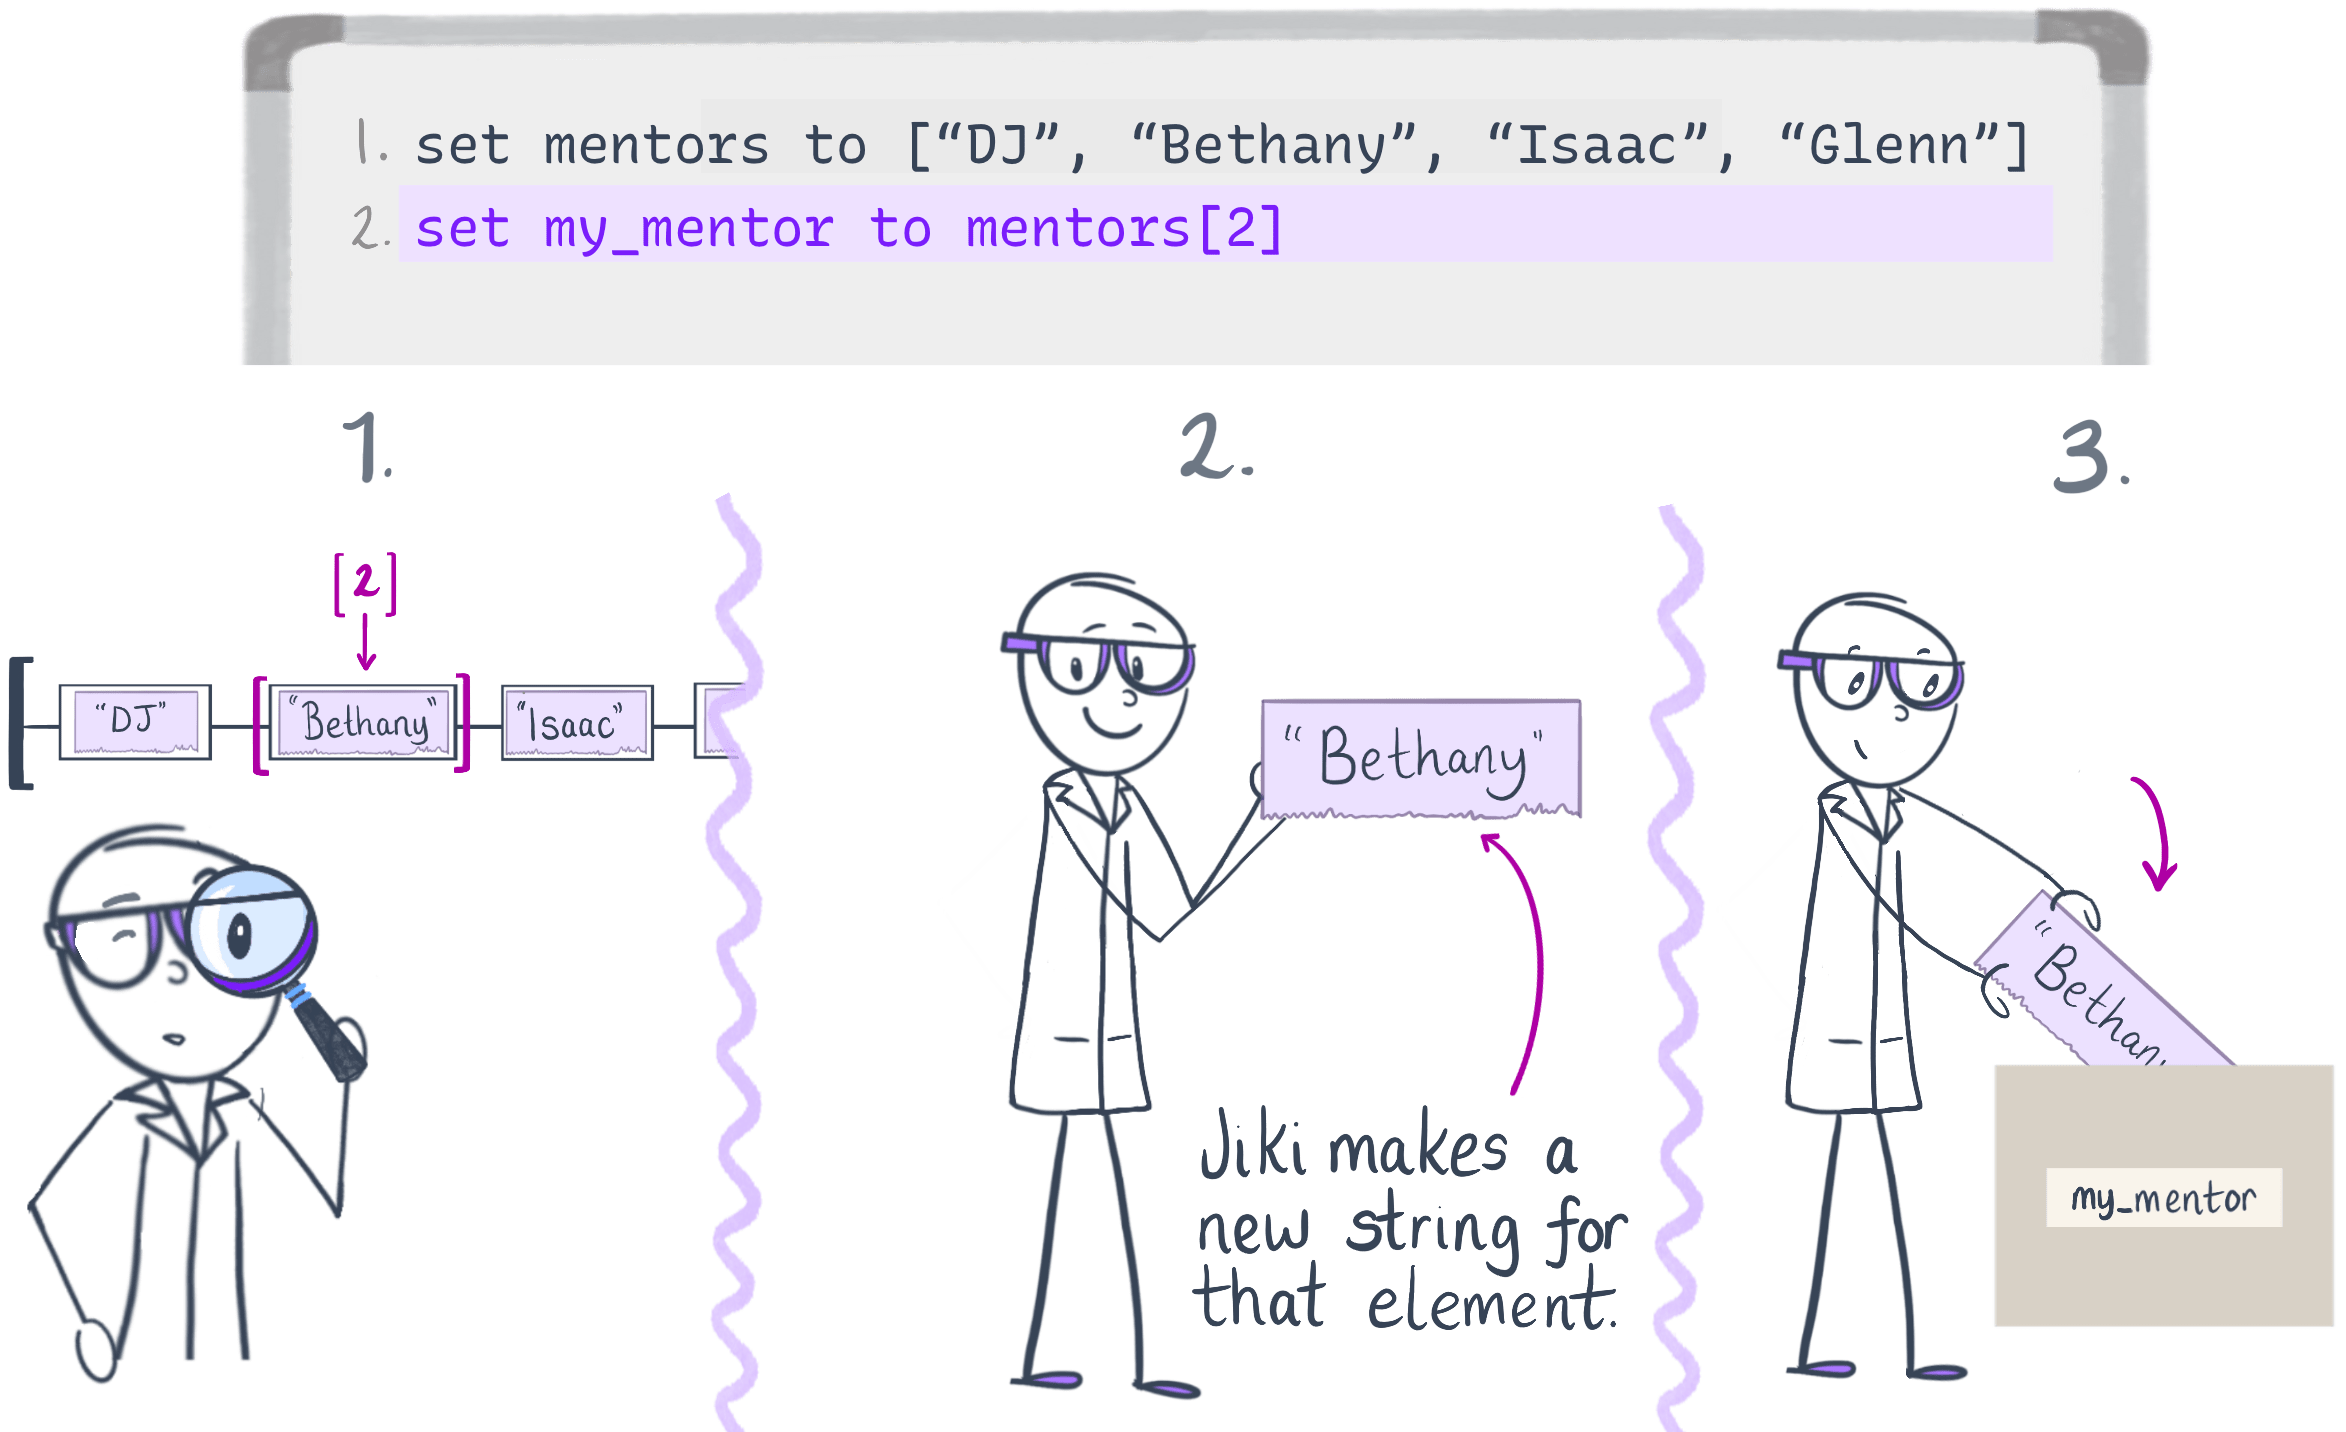 1. set mentors to [“DJ”, “Bethany”, “Isaac”, “Glenn”]
2. set my_mentor to mentors[2]
1.
2.
3.
[2]
[ “DJ” [“Bethany”] “Isaac”
“Bethany”
Jiki makes a
new string for
that element.
“Bethan
my_mentor